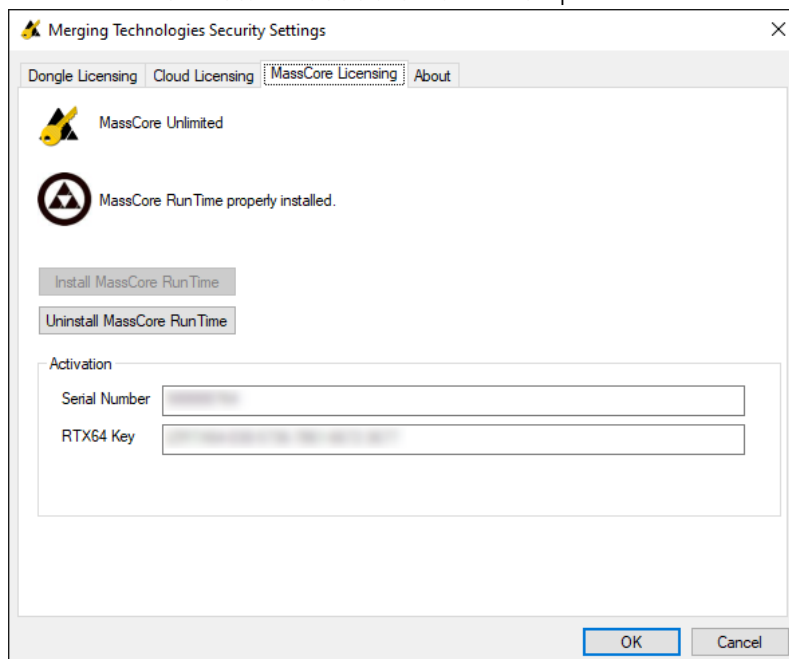 Merging Technologies Security Settings
Dongle Licensing Cloud Licensing MassCore Licensing About
MassCore Unlimited
MassCore RunTime properly installed.
Install MassCore RunTime
Uninstall MassCore RunTime
Activation
Serial Number
RTX64 Key
OK Cancel